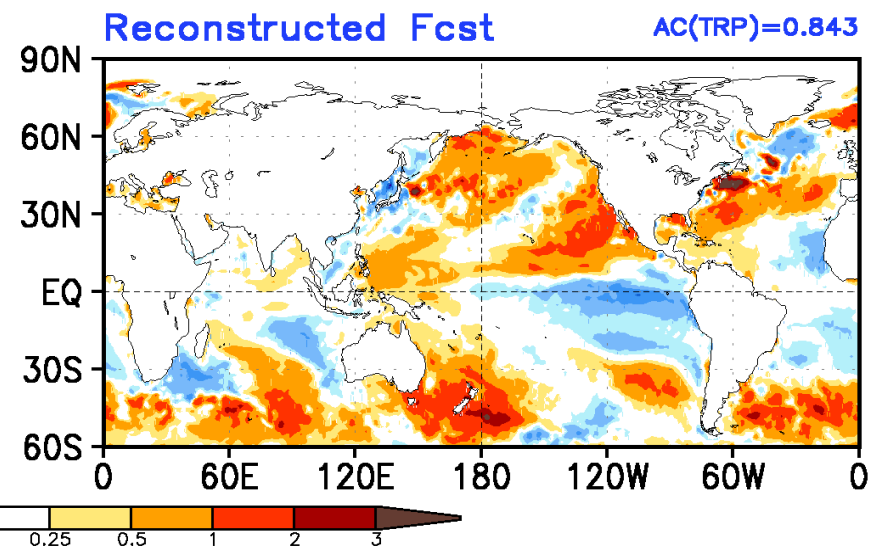 Reconstructed Fcst
AC(TRP)=0.843
90N
60N
30N
EQ
30S
60S
0 60E 120E 180 120W 60W 0
0.25 0.5 1 2 3